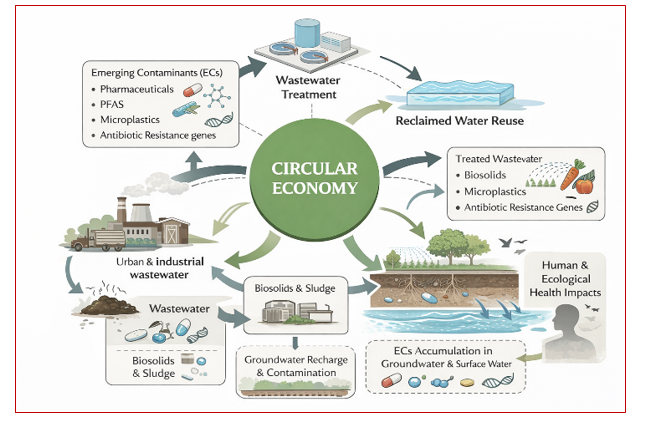 Emerging Contaminants (ECs)
• Pharmaceuticals
• PFAS
• Microplastics
• Antibiotic Resistance genes
Wastewater
Treatment
Reclaimed Water Reuse
CIRCULAR
ECONOMY
Treated Wastevater
• Biosolids
• Microplastics
• Antibiotic Resistance Genes
Urban & industrial
wastewater
Wastewater
Biosolids
& Sludge
Biosolids & Sludge
Groundwater Recharge
& Contamination
Human &
Ecological
Health Impacts
ECs Accumulation in
Groundwater & Surface Water